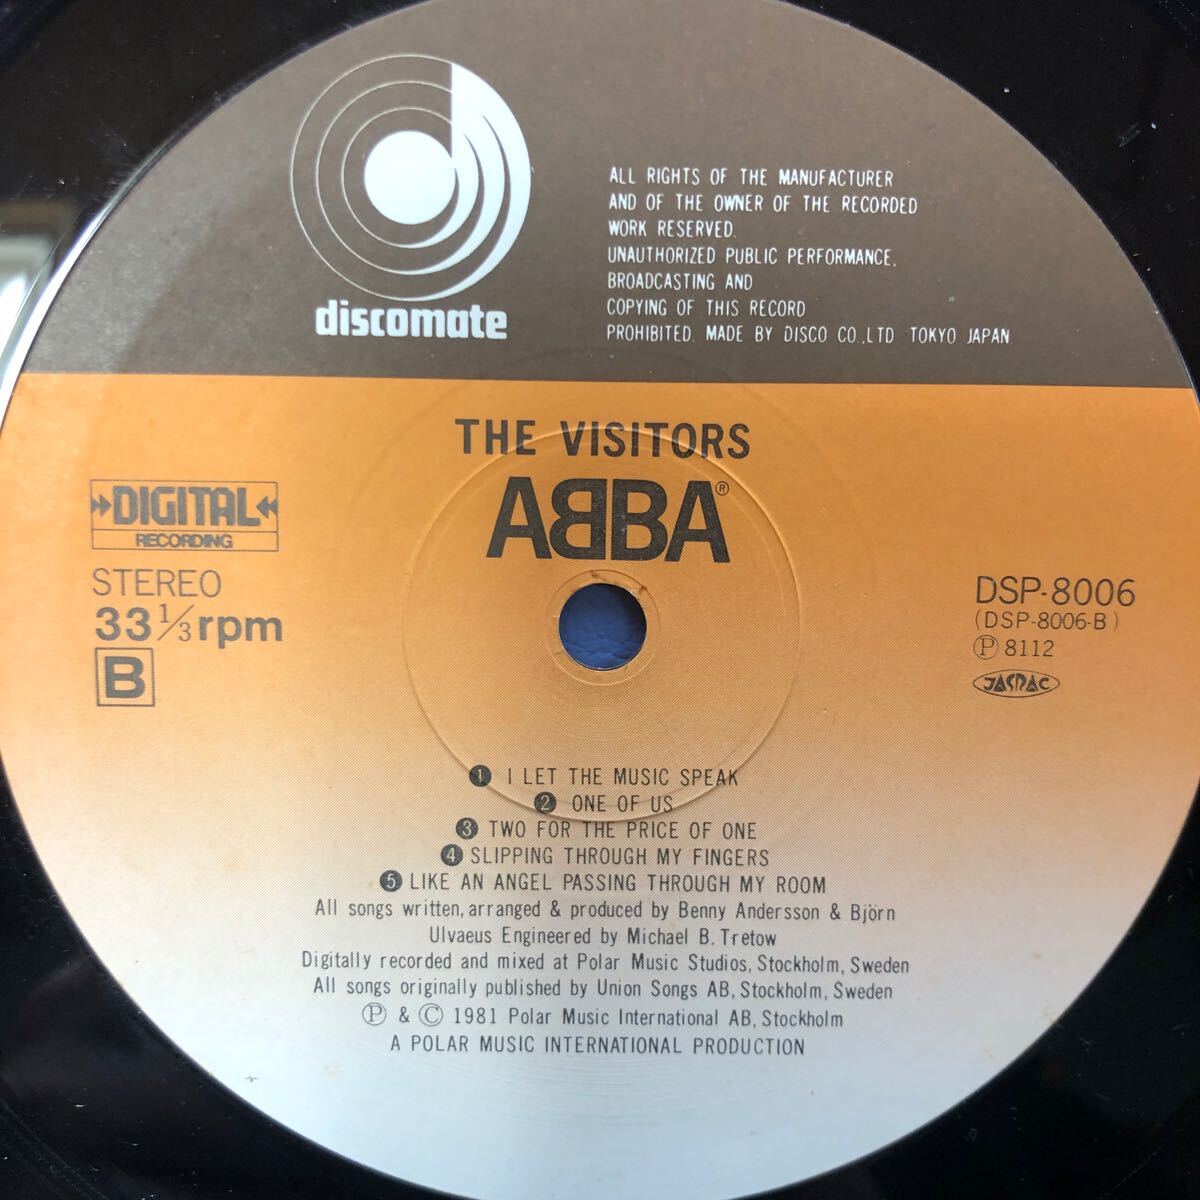 discomate
ALL RIGHTS OF THE MANUFACTURER
AND OF THE OWNER OF THE RECORDED
WORK RESERVED.
UNAUTHORIZED PUBLIC PERFORMANCE,
BROADCASTING AND
COPYING OF THIS RECORD
PROHIBITED. MADE BY DISCO CO.,LTD TOKYO JAPAN
THE VISITORS
ABBA®
DIGITAL
RECORDING
STEREO
33 1/3 rpm
B
DSP-8006
(DSP-8006-B)
Ⓟ 8112
JASRAC
❶ I LET THE MUSIC SPEAK
❷ ONE OF US
❸ TWO FOR THE PRICE OF ONE
❹ SLIPPING THROUGH MY FINGERS
❺ LIKE AN ANGEL PASSING THROUGH MY ROOM
All songs written, arranged & produced by Benny Andersson & Björn
Ulvaeus Engineered by Michael B. Tretow
Digitally recorded and mixed at Polar Music Studios, Stockholm, Sweden
All songs originally published by Union Songs AB, Stockholm, Sweden
Ⓟ & © 1981 Polar Music International AB, Stockholm
A POLAR MUSIC INTERNATIONAL PRODUCTION